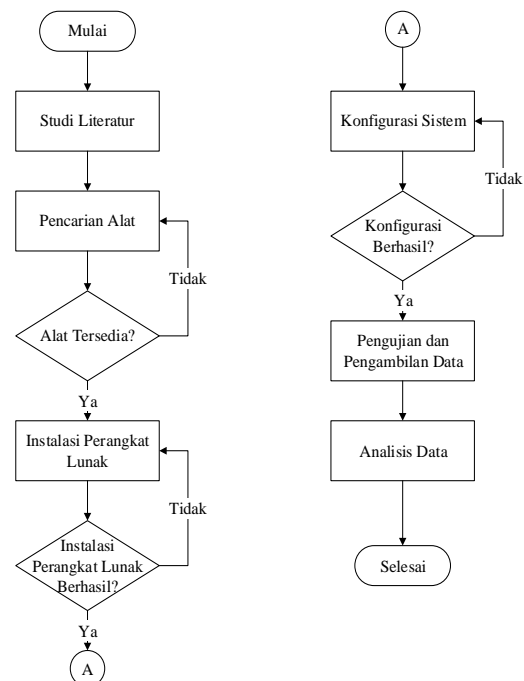 Mulai
Studi Literatur
Pencarian Alat
Tidak
Alat Tersedia?
Ya
Instalasi Perangkat
Lunak
Tidak
Instalasi
Perangkat Lunak
Berhasil?
Ya
A
A
Konfigurasi Sistem
Tidak
Konfigurasi
Berhasil?
Ya
Pengujian dan
Pengambilan Data
Analisis Data
Selesai